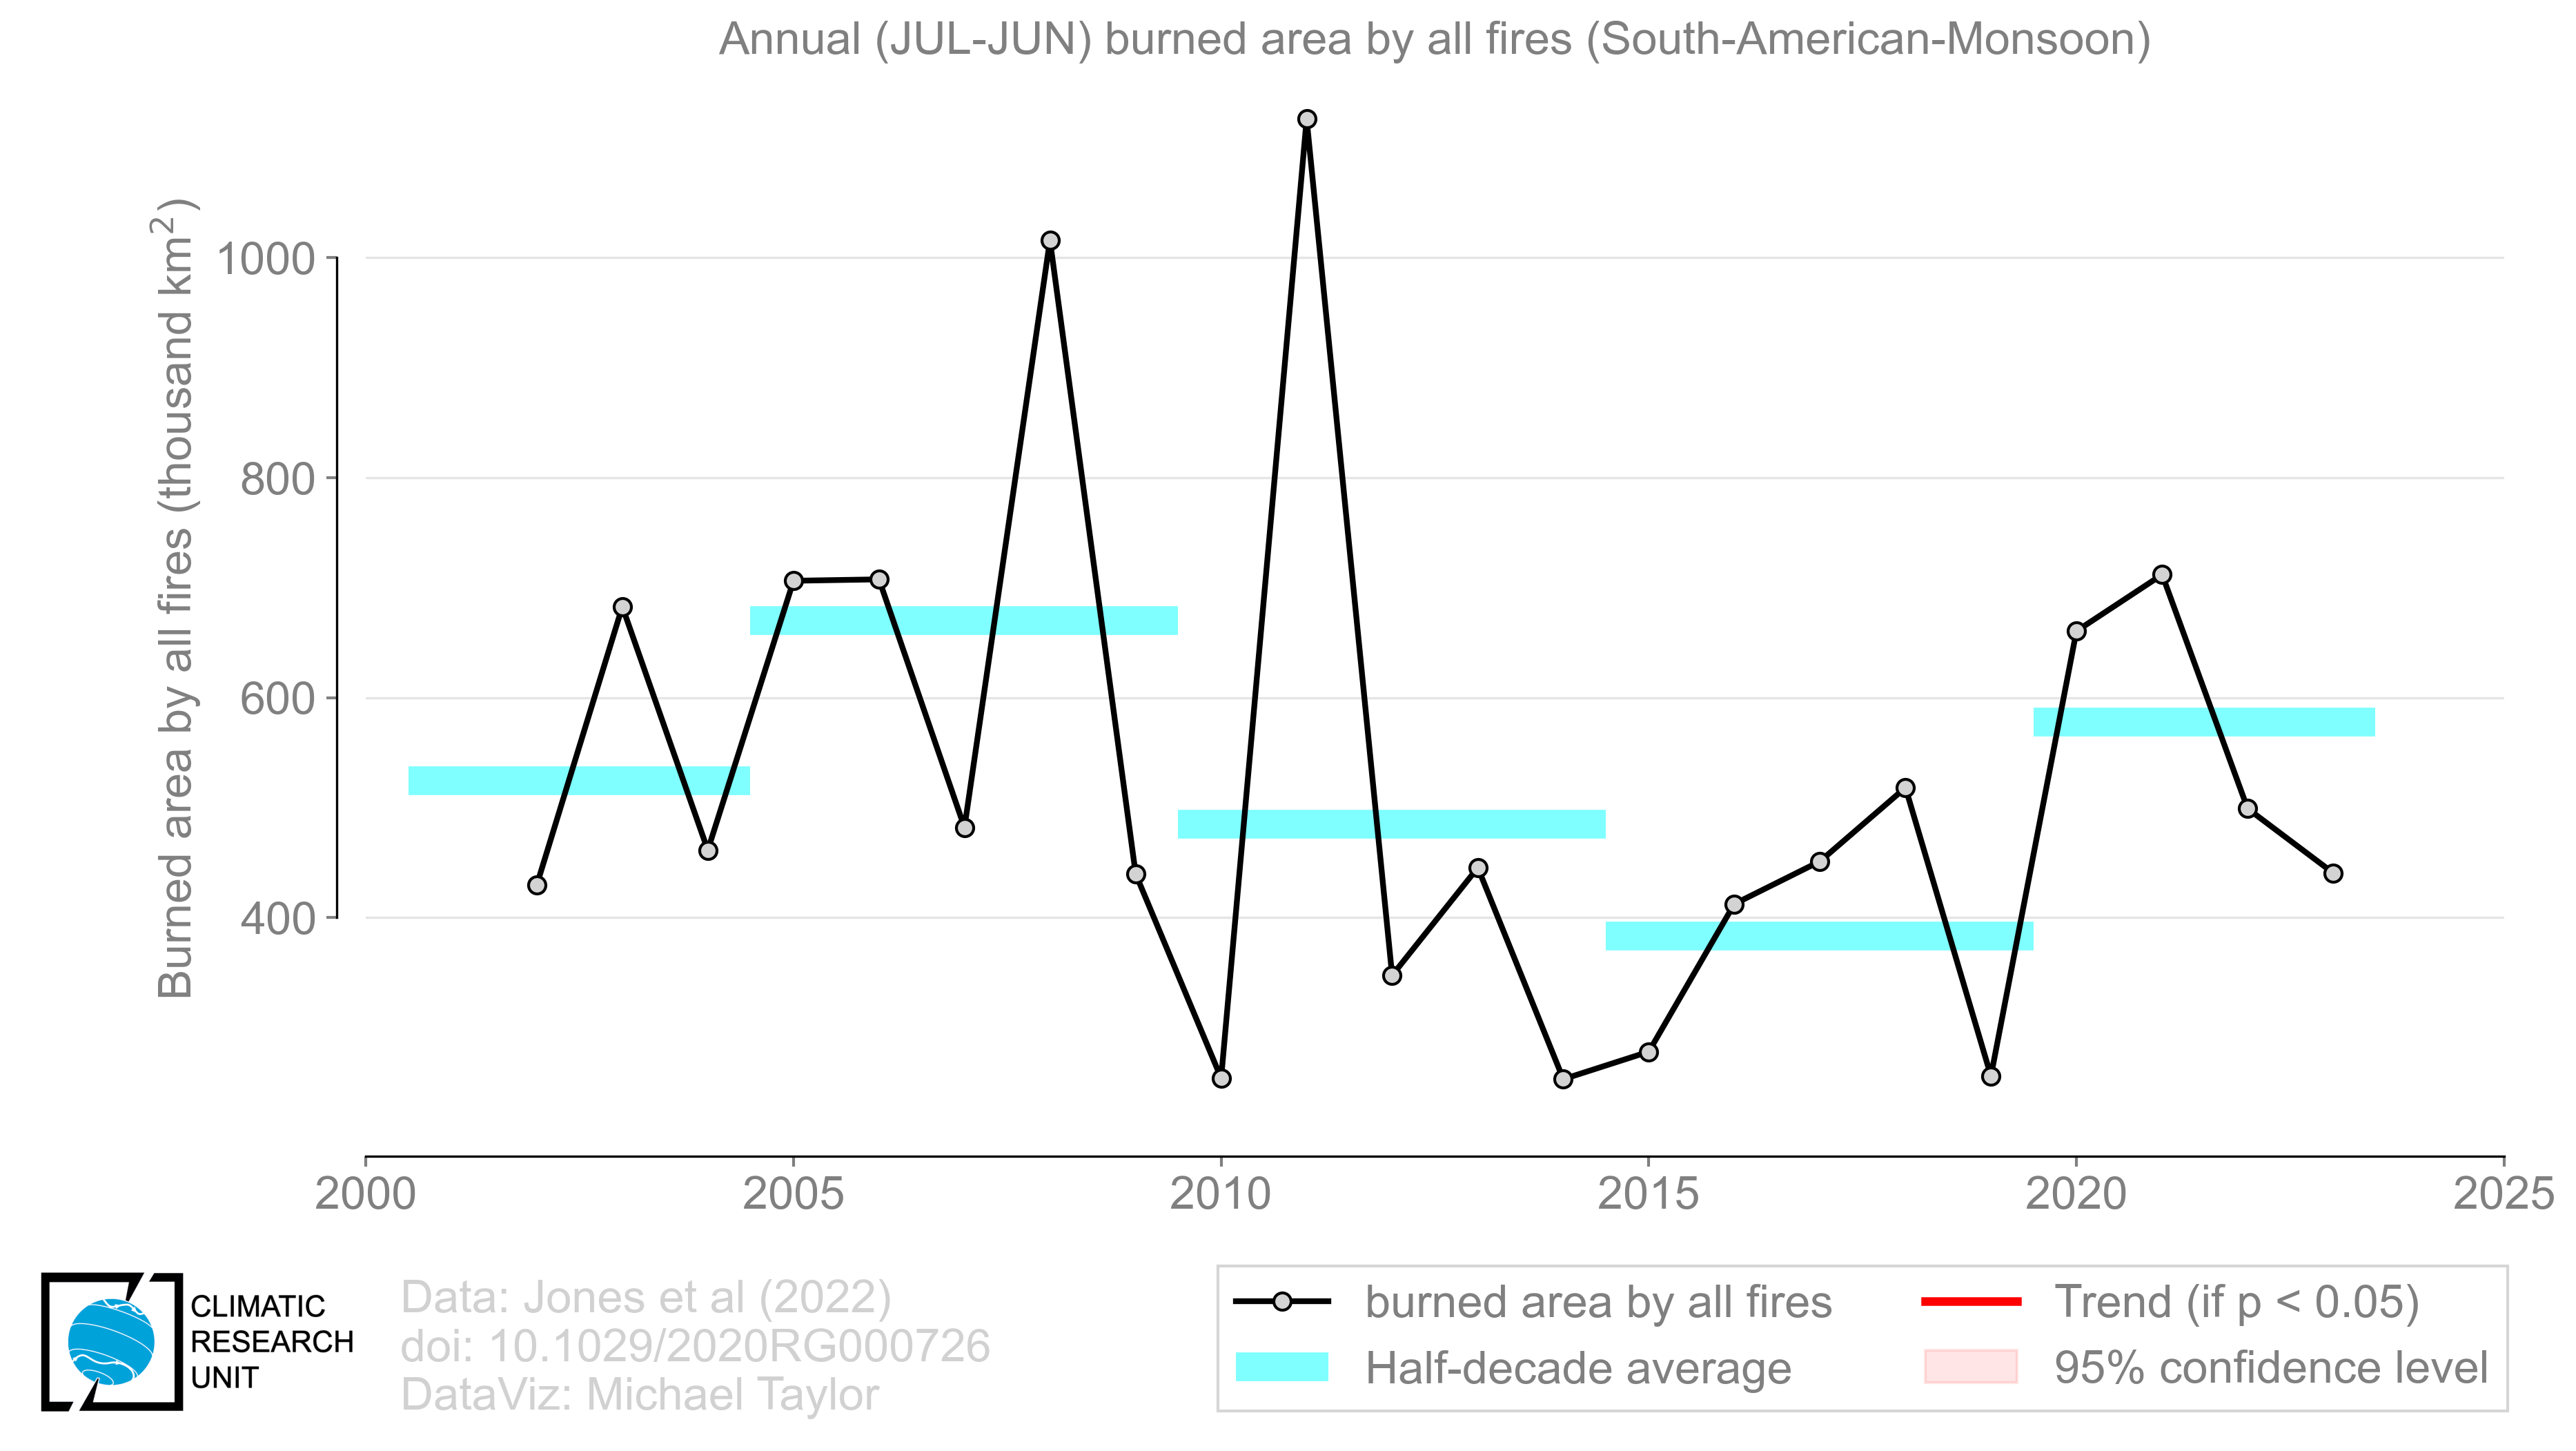 Annual (JUL-JUN) burned area by all fires (South-American-Monsoon)
Burned area by all fires (thousand km²)
1000
800
600
400
2000
2005
2010
2015
2020
2025
CLIMATIC
RESEARCH
UNIT
Data: Jones et al (2022)
doi: 10.1029/2020RG000726
DataViz: Michael Taylor
burned area by all fires
Half-decade average
Trend (if p < 0.05)
95% confidence level